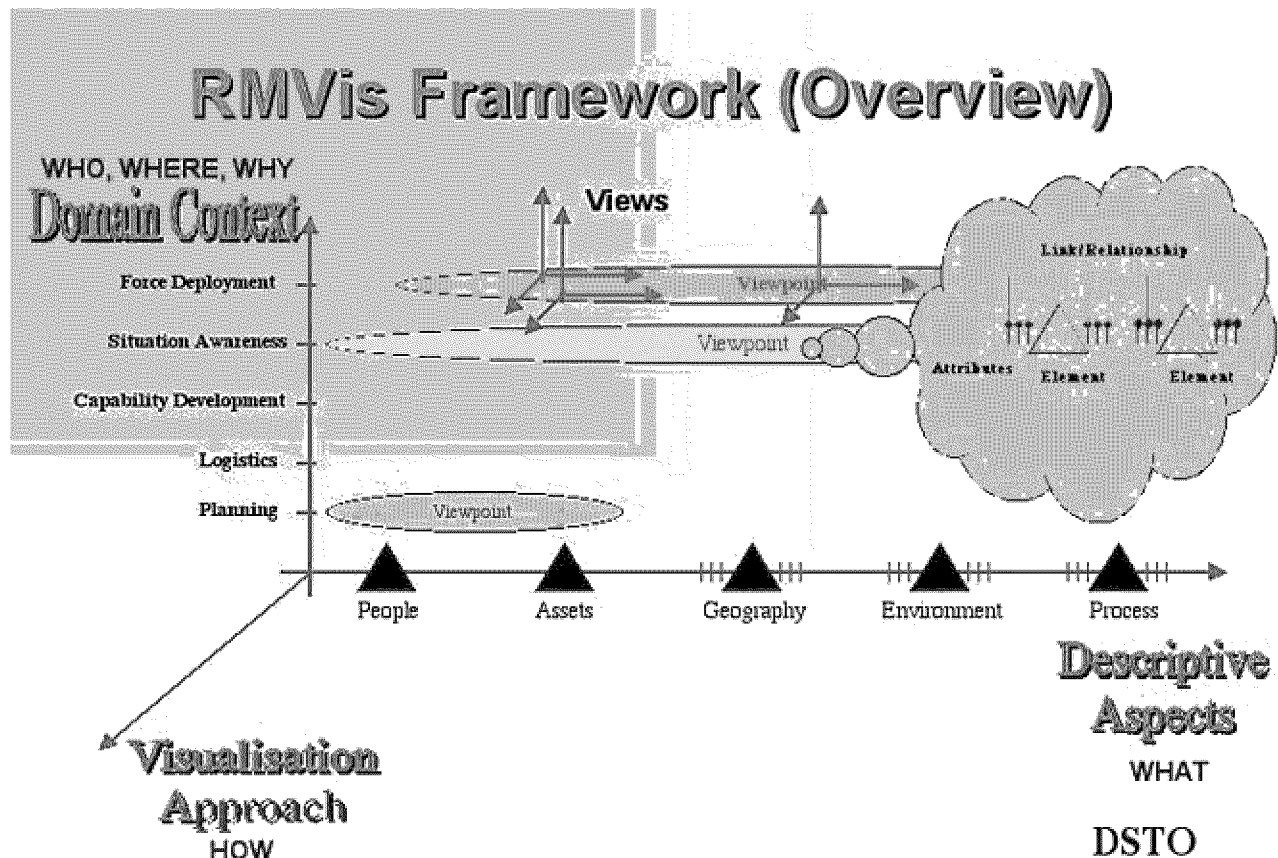 RMVis Framework (Overview)
WHO, WHERE, WHY
Domain Context
Views
Link/Relationship
Force Deployment
Viewpoint
Situation Awareness
Viewpoint
Attributes
Element
Element
Capability Development
Logistics
Planning
Viewpoint
People
Assets
Geography
Environment
Process
Descriptive
Aspects
WHAT
Visualisation
Approach
HOW
DSTO